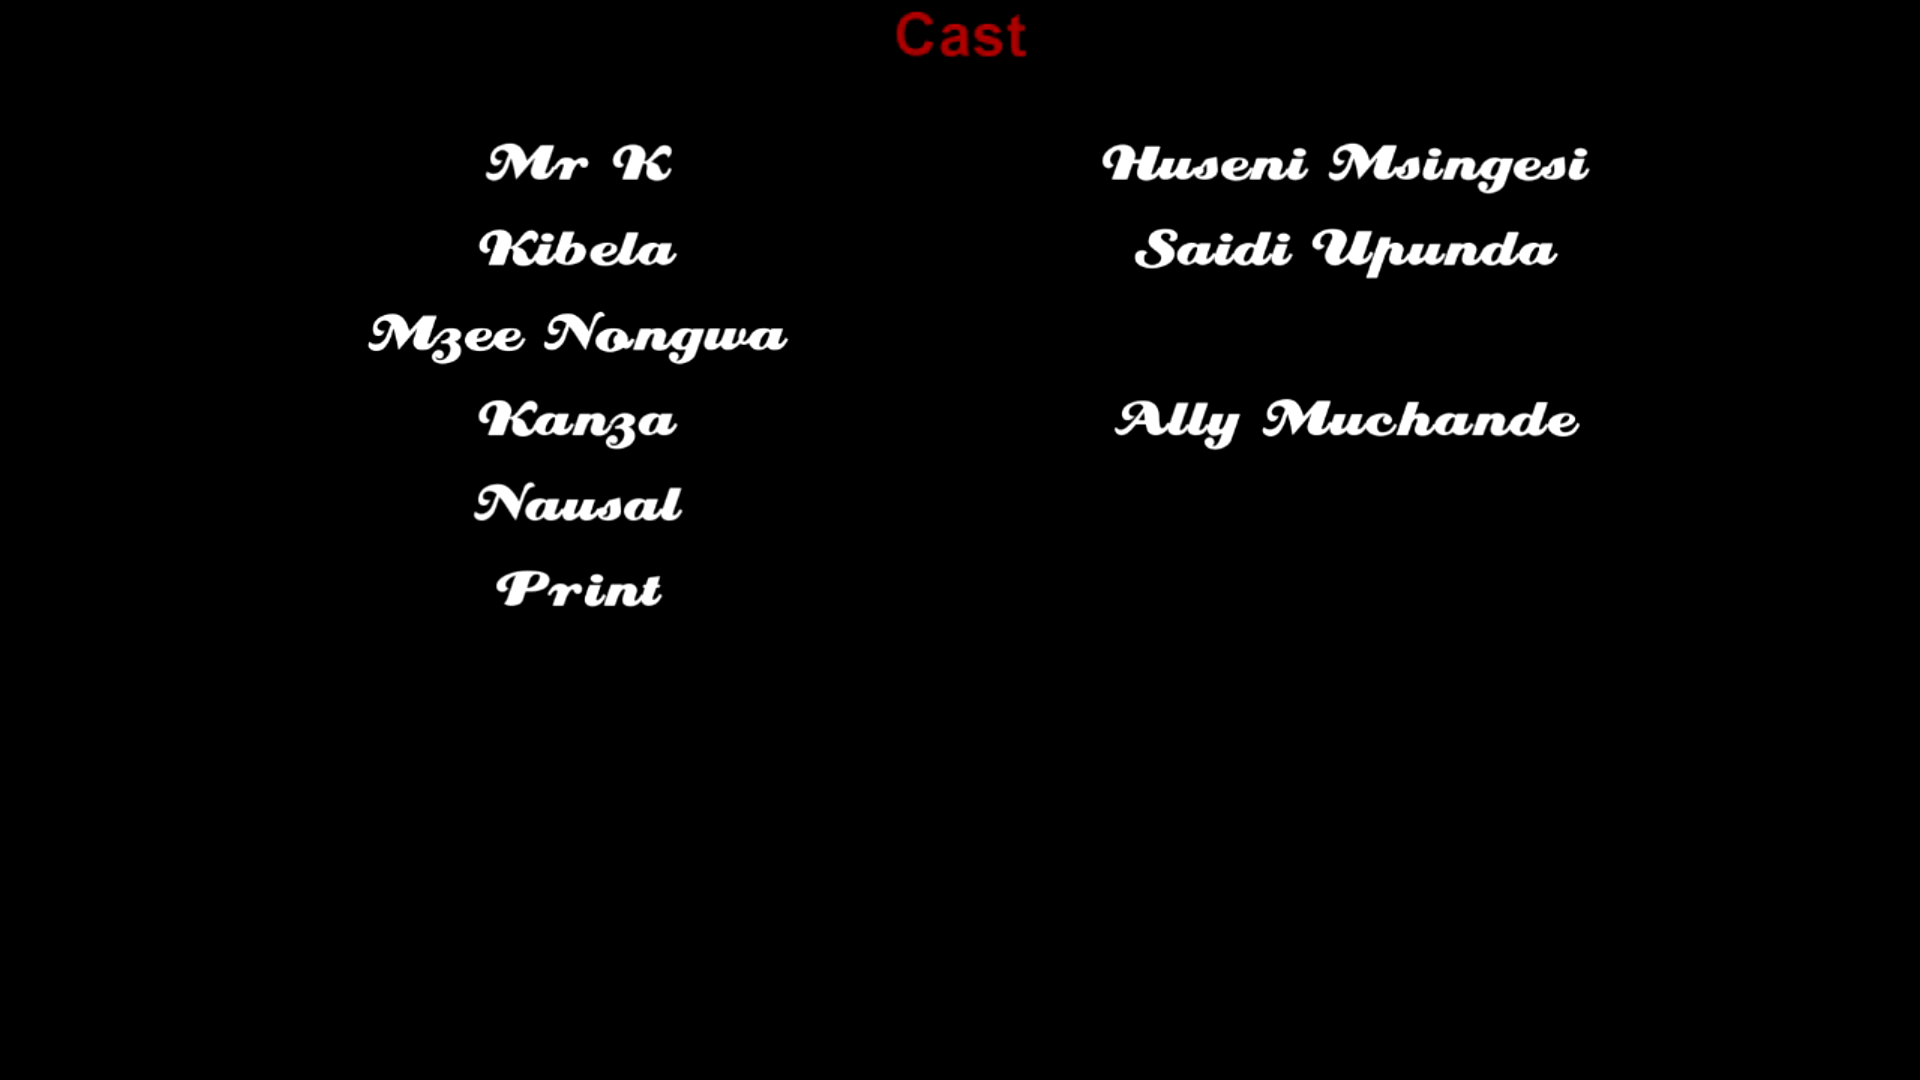 Cast
Mr K Huseni Msingesi
Kibela Saidi Upunda
Mzee Nongwa
Kanza Ally Muchande
Nausal
Print